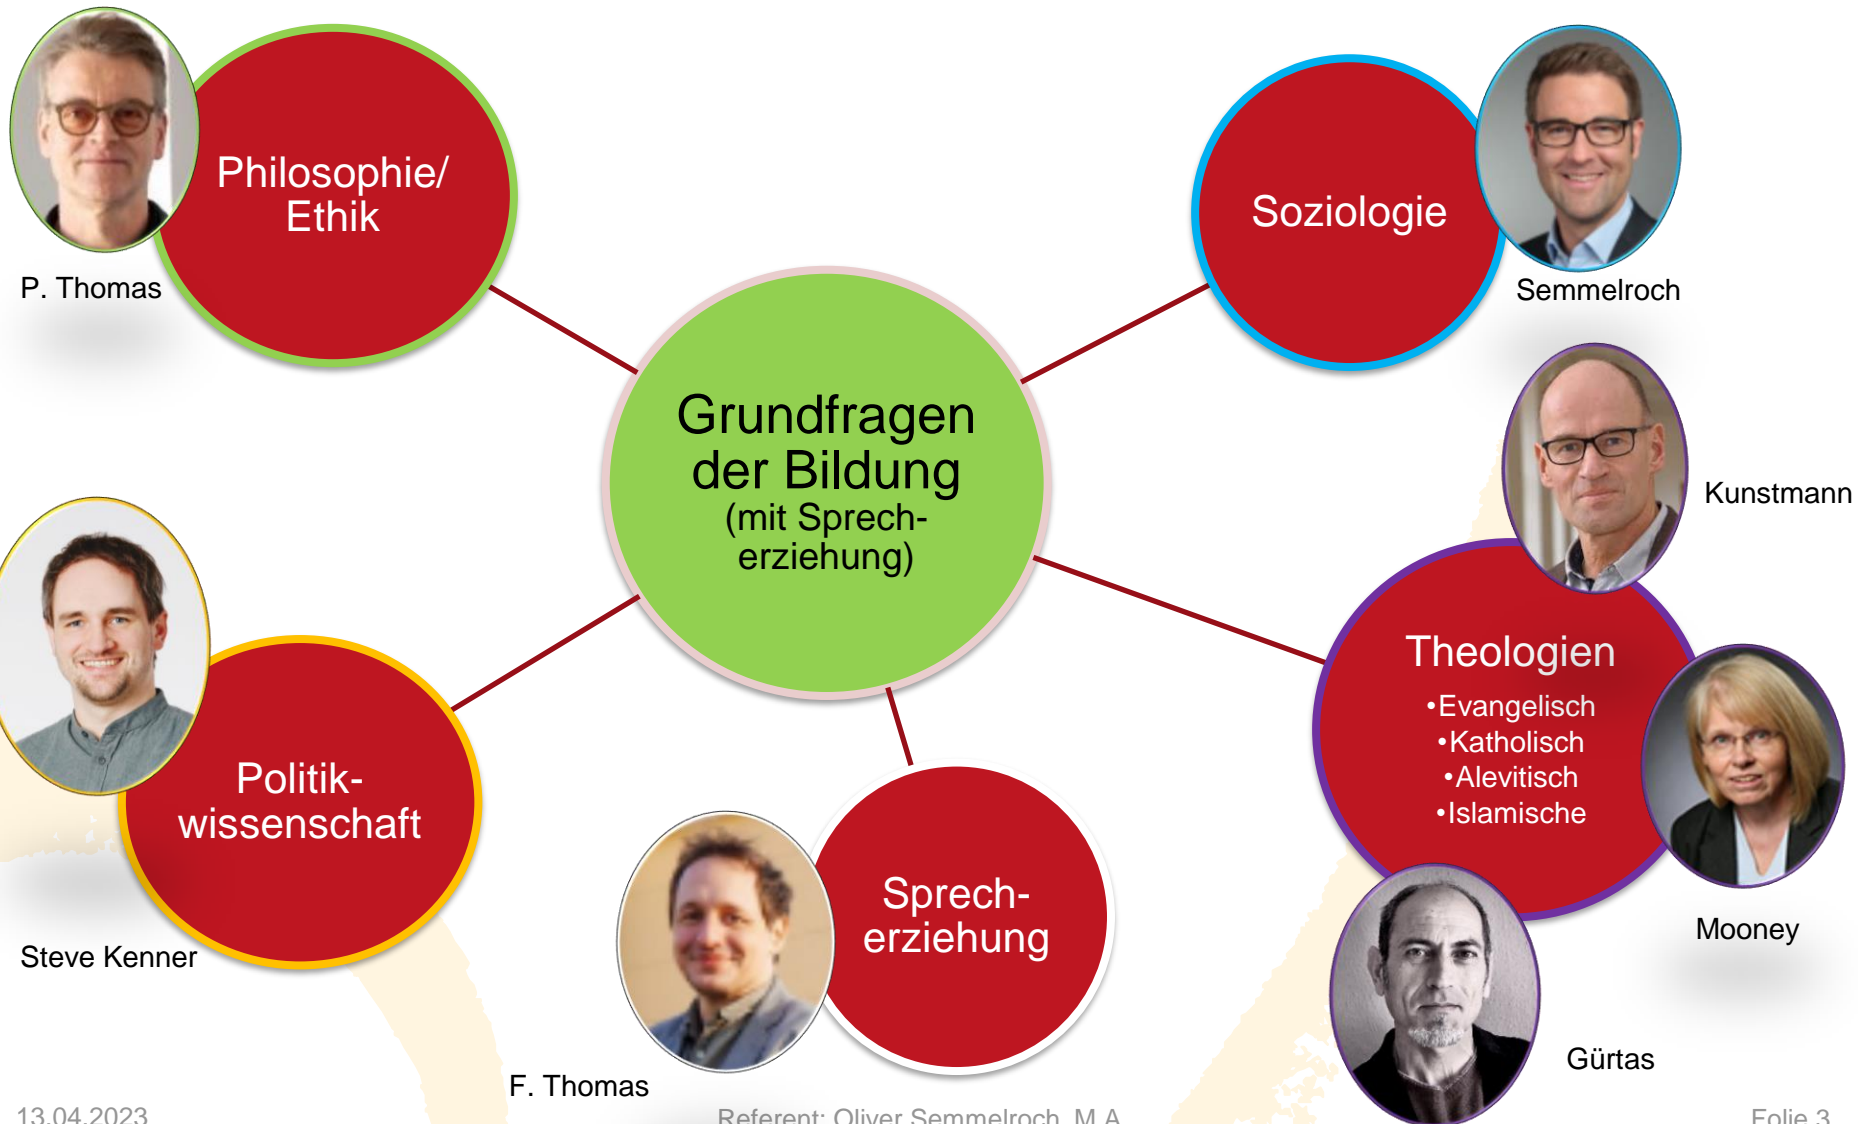 Philosophie/
Ethik
P. Thomas
Soziologie
Semmelroch
Grundfragen
der Bildung
(mit Sprech-
erziehung)
Kunstmann
Theologien
•Evangelisch
•Katholisch
•Alevitisch
•Islamische
Mooney
Gürtas
Politik-
wissenschaft
Steve Kenner
Sprech-
erziehung
F. Thomas
13.04.2023
Referent: Oliver Semmelroch, M.A.
Folie 3